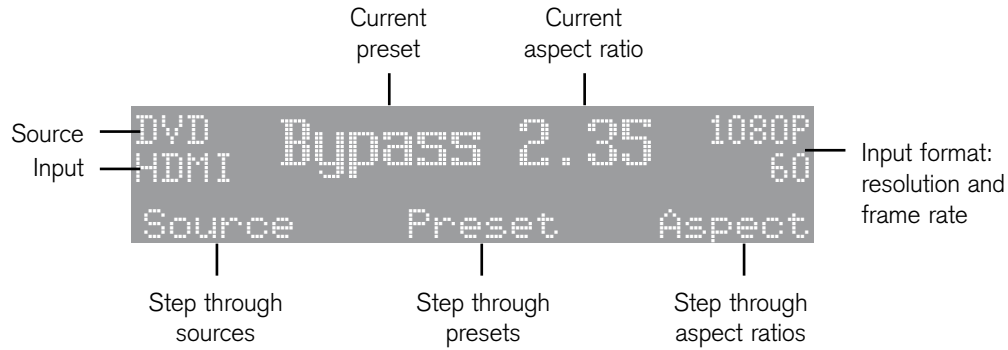 Current
preset
Current
aspect ratio
Source
Input
DVD
HDMI
Bypass 2.35
1080P
60
Input format:
resolution and
frame rate
Source
Preset
Aspect
Step through
sources
Step through
presets
Step through
aspect ratios